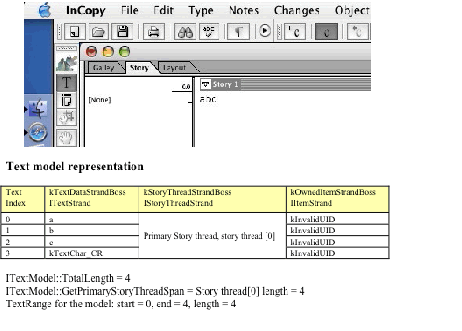 InCopy File Edit Type Notes Changes Object
Galley Story Layout
0.0 Story 1
[None] abc
Text model representation
Text Index kTextDataStrandBoss ITextStrand kStoryThreadStrandBoss IStoryThreadStrand kOwnedItemStrandBoss IItemStrand
0 a kInvalidUID
1 b Primary Story thread, story thread [0] kInvalidUID
2 c kInvalidUID
3 kTextChar_CR kInvalidUID
ITextModel::TotalLength = 4
ITextModel::GetPrimaryStoryThreadSpan = Story thread[0] length = 4
TextRange for the model: start = 0, end = 4, length = 4